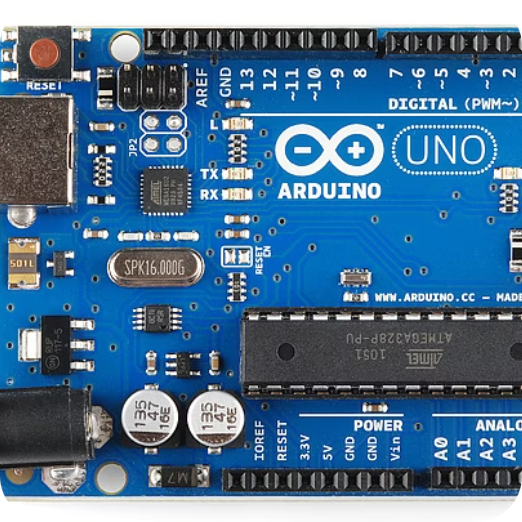 RESET
AREF
GND
13
12
~11
~10
~9
8
7
~6
~5
4
~3
2
DIGITAL (PWM~)
L
JP2
UNO
TX
RX
ARDUINO
RESET EN
501L
SPK16.000G
WWW.ARDUINO.CC – MADE
ATMEGA328P-PU
1051
ATMEL
135
47
16E
135
47
16E
M7
POWER
ANALO
IOREF
RESET
3.3V
5V
GND
GND
Vin
A0
A1
A2
A3